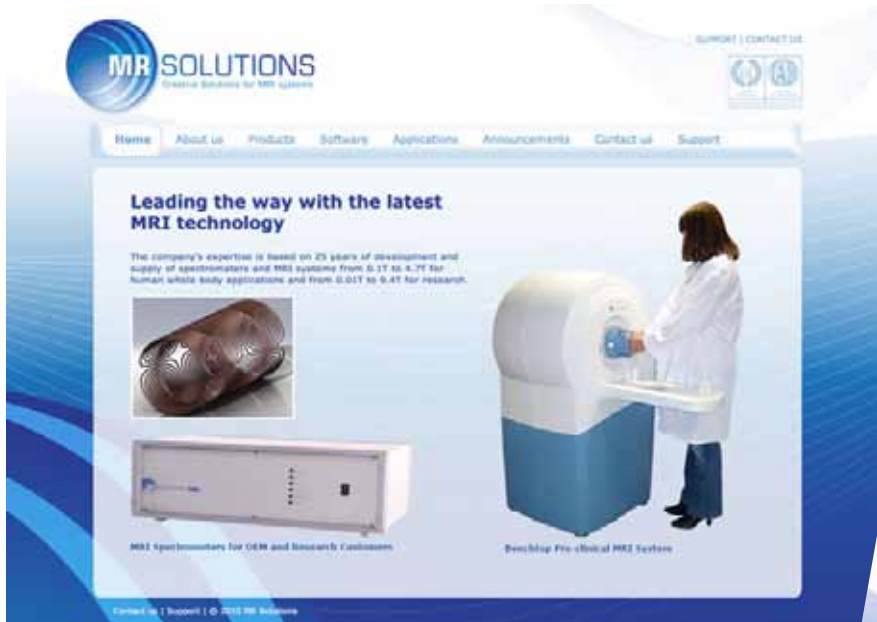 SUPPORT | CONTACT US
MR SOLUTIONS
Creative Solutions for MRI systems
Home About us Products Software Applications Announcements Contact us Support
Leading the way with the latest
MRI technology
The company's expertise is based on 25 years of development and
supply of spectrometers and MRI systems from 0.1T to 4.7T for
human whole body applications and from 0.01T to 9.4T for research.
MRI Spectrometers for OEM and Research Customers
Benchtop Pre-clinical MRI System
Contact us | Support | © 2010 MR Solutions